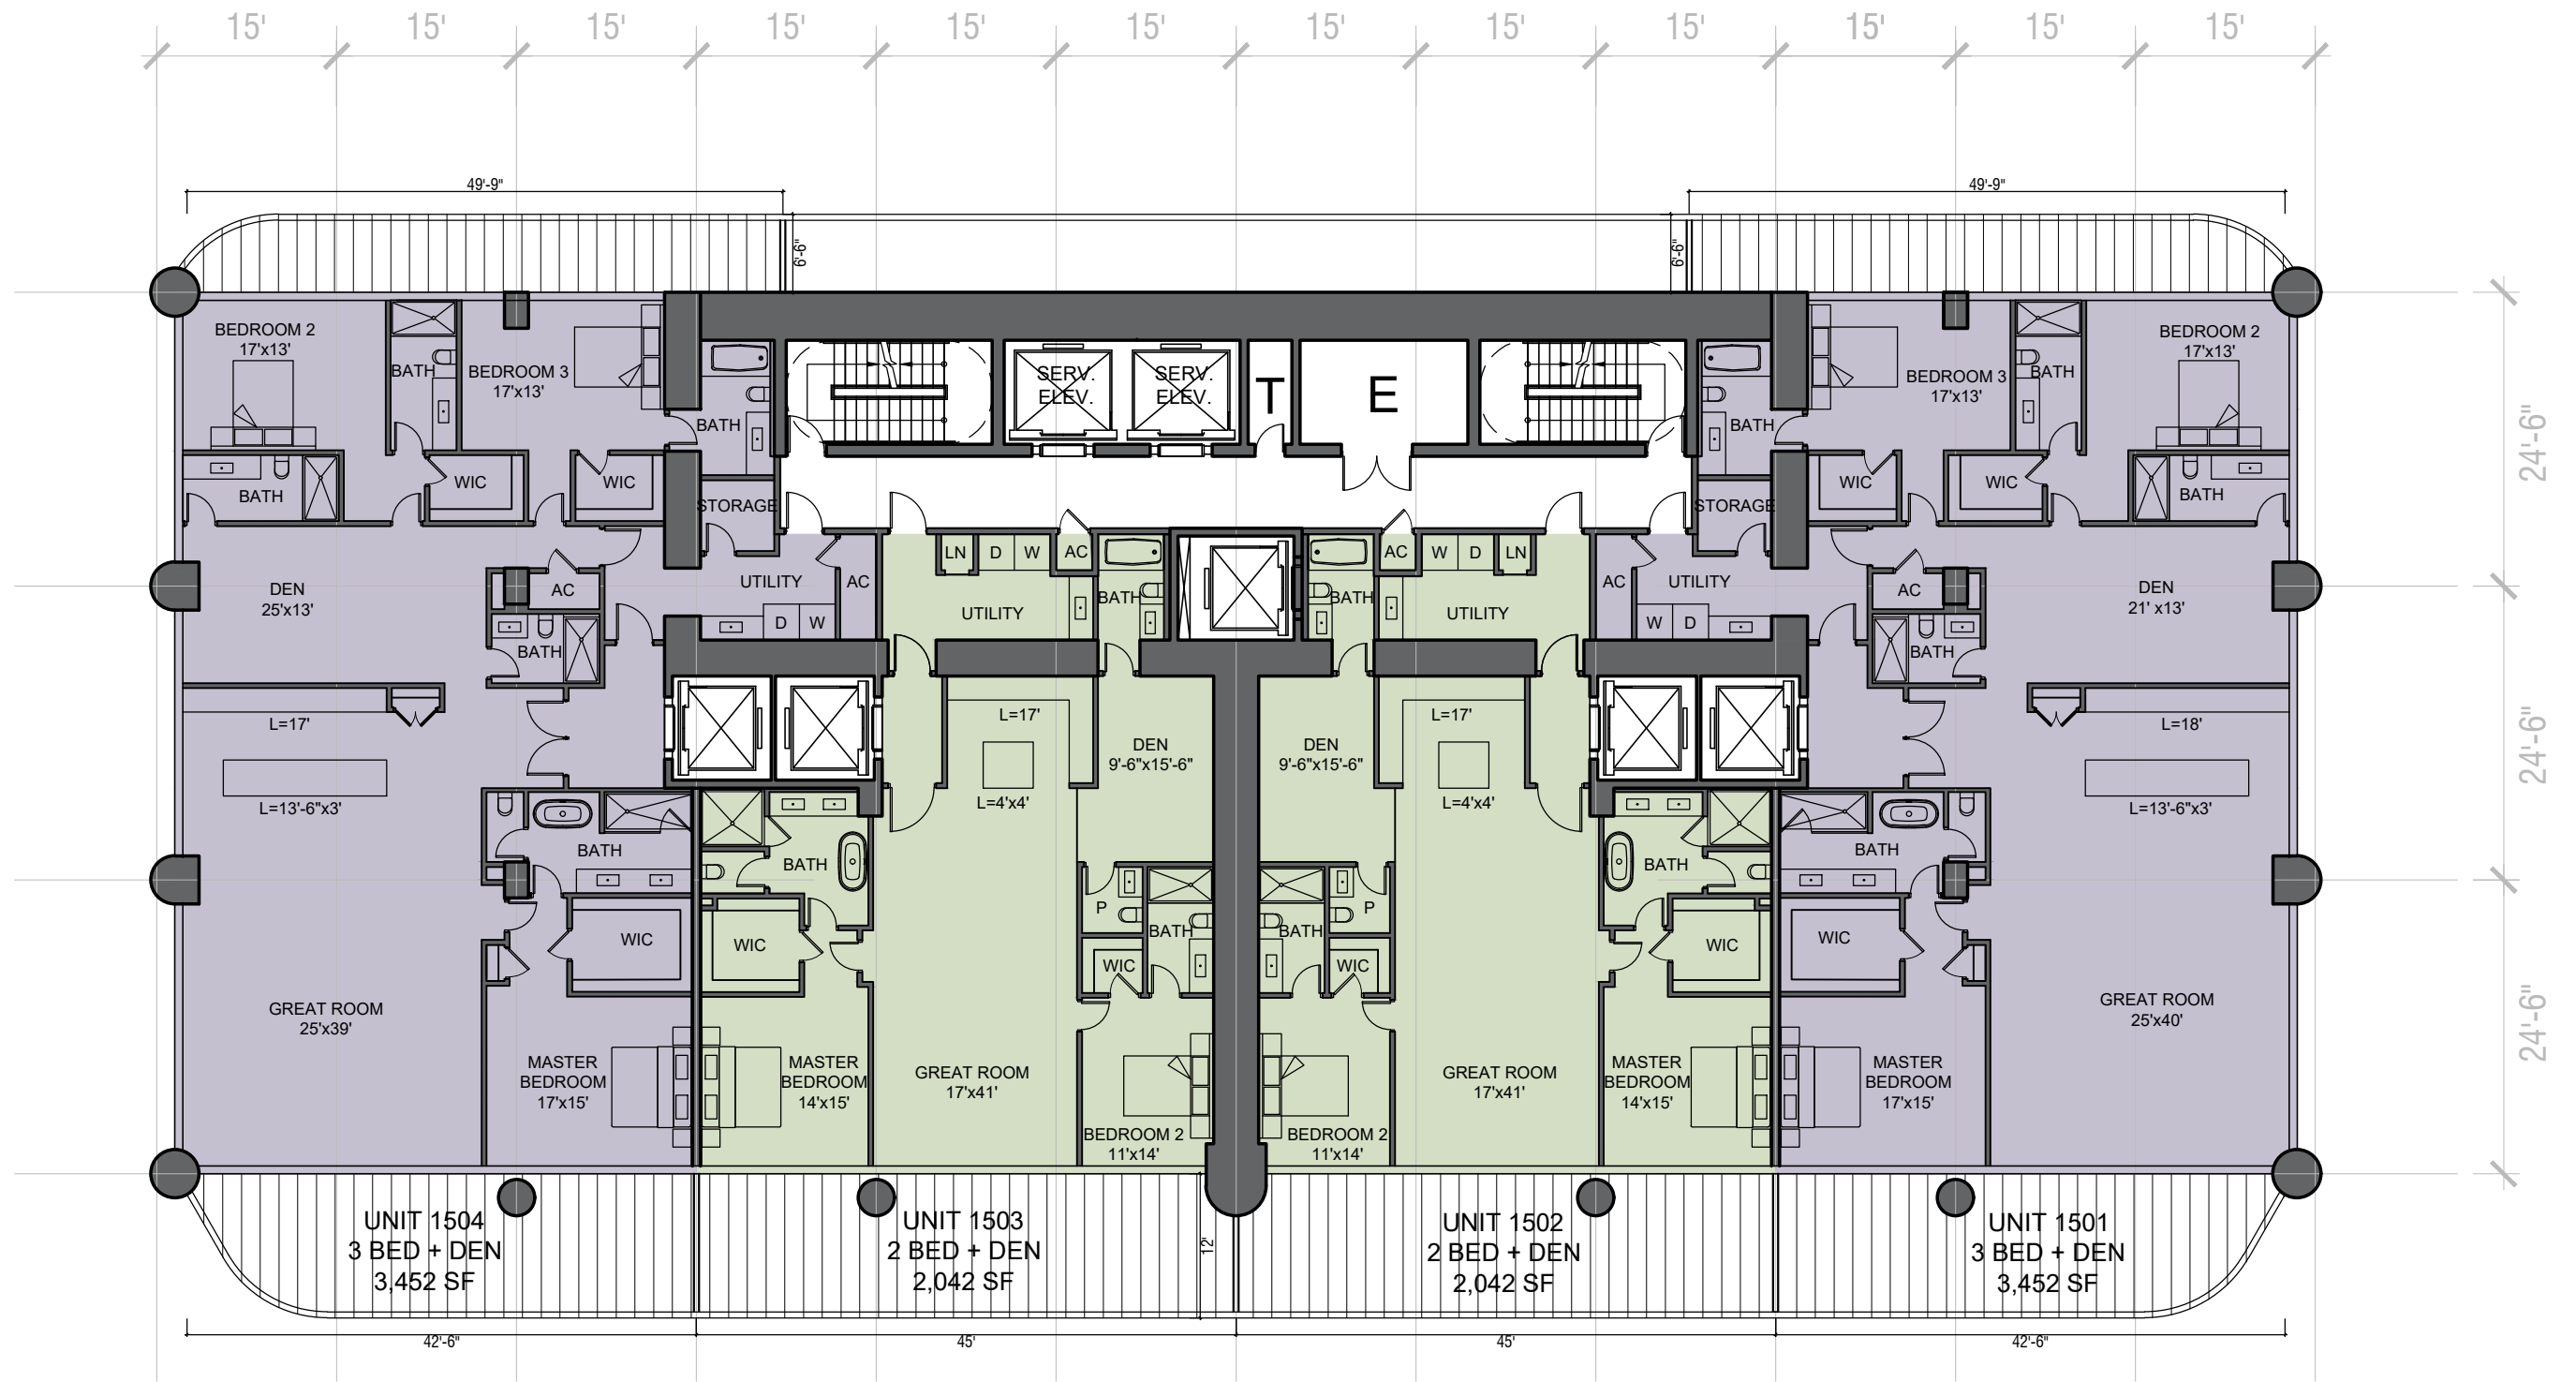 15' 15' 15' 15' 15' 15' 15' 15' 15' 15' 15' 15'
49'-9" 49'-9"
6'-6" 6'-6"
BEDROOM 2
17'x13'
BATH
BEDROOM 3
17'x13'
BATH
SERV.
ELEV.
SERV.
ELEV.
T
E
BATH
BEDROOM 3
17'x13'
BATH
BEDROOM 2
17'x13'
24'-6"
BATH
WIC
WIC
STORAGE
STORAGE
WIC
WIC
BATH
DEN
25'x13'
AC
BATH
UTILITY
D W
AC
LN D W AC
UTILITY
BATH
BATH
AC W D LN
UTILITY
AC
UTILITY
W D
AC
BATH
DEN
21' x13'
L=17'
L=13'-6"x3'
L=17'
L=4'x4'
DEN
9'-6"x15'-6"
DEN
9'-6"x15'-6"
L=17'
L=4'x4'
L=18'
L=13'-6"x3'
24'-6"
BATH
BATH
P
BATH
BATH
P
BATH
BATH
WIC
WIC
WIC
WIC
WIC
WIC
GREAT ROOM
25'x39'
MASTER
BEDROOM
17'x15'
MASTER
BEDROOM
14'x15'
GREAT ROOM
17'x41'
BEDROOM 2
11'x14'
BEDROOM 2
11'x14'
GREAT ROOM
17'x41'
MASTER
BEDROOM
14'x15'
MASTER
BEDROOM
17'x15'
GREAT ROOM
25'x40'
24'-6"
UNIT 1504
3 BED + DEN
3,452 SF
UNIT 1503
2 BED + DEN
2,042 SF
12'
UNIT 1502
2 BED + DEN
2,042 SF
UNIT 1501
3 BED + DEN
3,452 SF
42'-6" 45' 45' 42'-6"